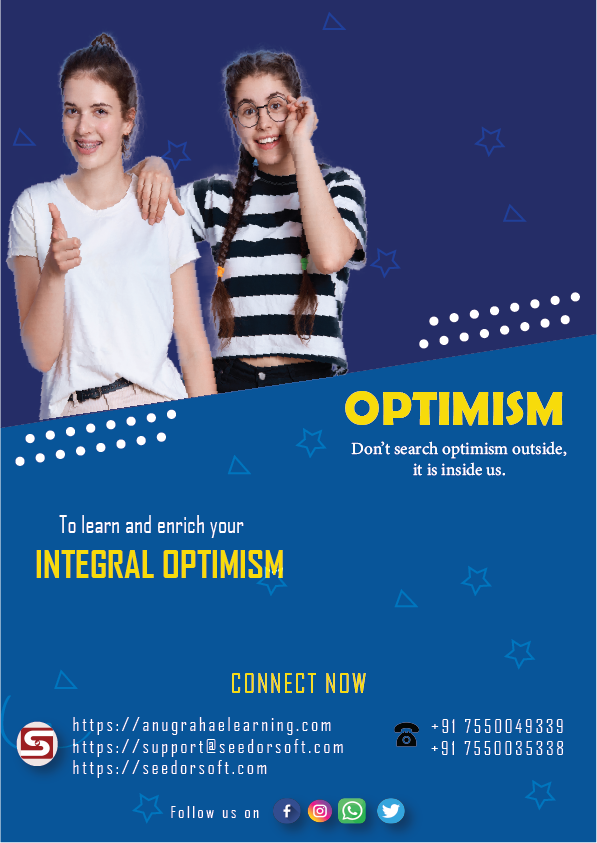 OPTIMISM
Don't search optimism outside,
it is inside us.
To learn and enrich your
INTEGRAL OPTIMISM
CONNECT NOW
https://anugrahaelearning.com
https://support@seedorsoft.com
https://seedorsoft.com
+91 7550049339
+91 7550035338
Follow us on